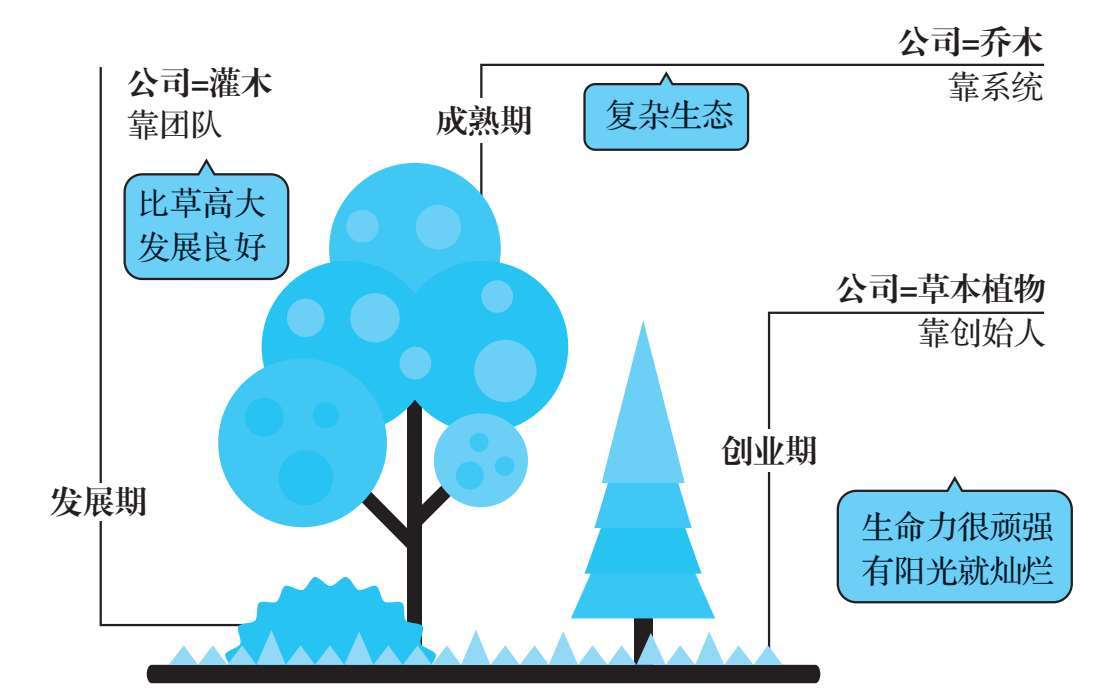 公司=灌木
靠团队
比草高大
发展良好
发展期
成熟期
公司=乔木
靠系统
复杂生态
公司=草本植物
靠创始人
创业期
生命力很顽强
有阳光就灿烂